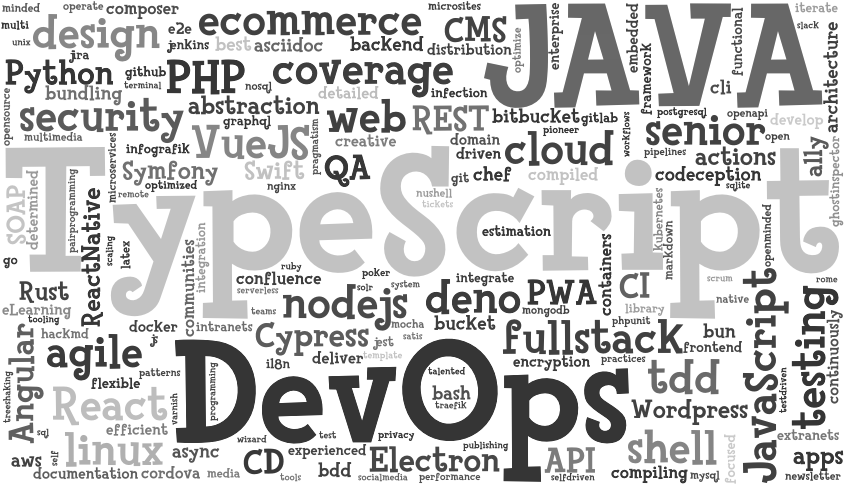 minded
operate
composer
microsites
iterate
multi
e2e
ecommerce
CMS
JAVA
slack
unix
design
jenkins
best
asciidoc
backend
distribution
optimize
enterprise
embedded
functional
jra
Python
github
PHP
coverage
framework
cli
architecture
terminal
nosql
bundling
detailed
infection
opensource
security
abstraction
web
REST
bitbucket
gitlab
postgresql
openapi
develop
graphql
pioneer
workflows
senior
open
multimedia
microservices
infografik
VueJS
pragmatism
creative
domain
driven
cloud
pipelines
actions
ally
ghostinspector
SOAP
determined
pairprogramming
Symfony
Swift
QA
git
chef
compiled
codeception
optimized
nginx
sqlite
remote
nushell
tickets
TypeScript
ReactNative
scaling
latex
communities
integration
estimation
kubernetes
markdown
openminded
go
ruby
poker
containers
Rust
confluence
solr
system
integrate
PWA
CI
scrum
rome
serverless
native
eLearning
tooling
teams
nodejs
deno
mongodb
library
hackmd
docker
intranets
mocha
bucket
phpunit
bun
js
Cypress
jest
satis
fullstack
frontend
JavaScript
testing
continuously
Angular
agile
i18n
deliver
template
encryption
practices
treeshaking
patterns
flexible
programming
DevOps
talented
bash
traefik
tdd
testdriven
React
varnish
Wordpress
efficient
sql
linux
wizard
test
privacy
publishing
shell
focused
extranets
aws
self
async
CD
experienced
Electron
API
apps
documentation
cordova
media
tools
bdd
socialmedia
performance
selfdriven
compiling
mysql
newsletter